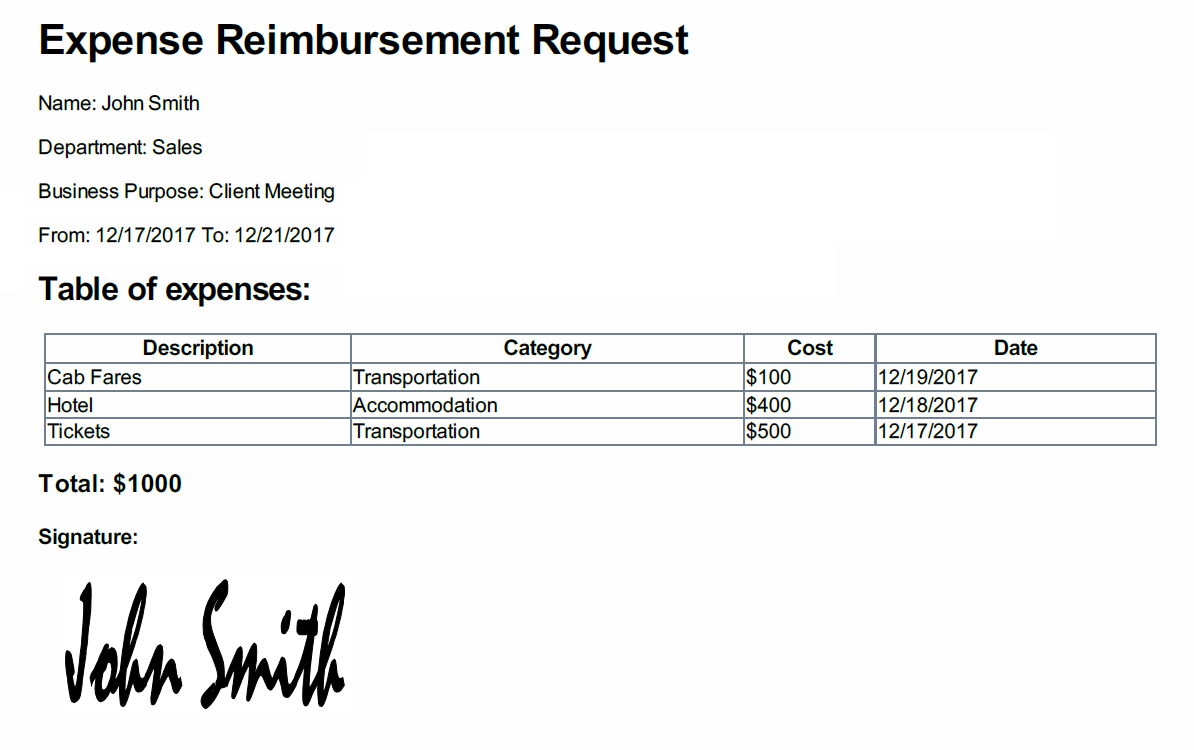 Expense Reimbursement Request
Name: John Smith
Department: Sales
Business Purpose: Client Meeting
From: 12/17/2017 To: 12/21/2017
Table of expenses:
Description Category Cost Date
Cab Fares Transportation $100 12/19/2017
Hotel Accommodation $400 12/18/2017
Tickets Transportation $500 12/17/2017
Total: $1000
Signature:
John Smith